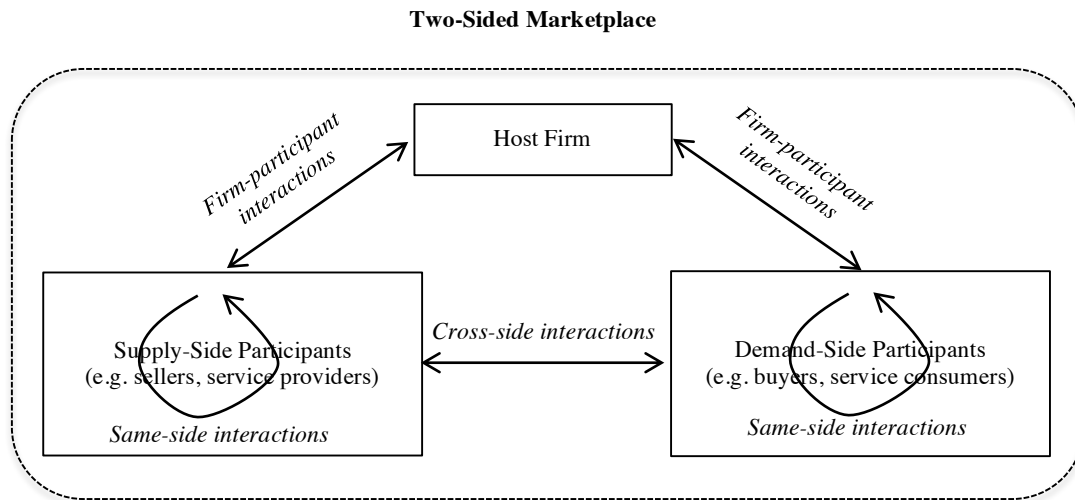 Two-Sided Marketplace
Host Firm
Firm-participant
interactions
Firm-participant
interactions
Supply-Side Participants
(e.g. sellers, service providers)
Same-side interactions
Cross-side interactions
Demand-Side Participants
(e.g. buyers, service consumers)
Same-side interactions